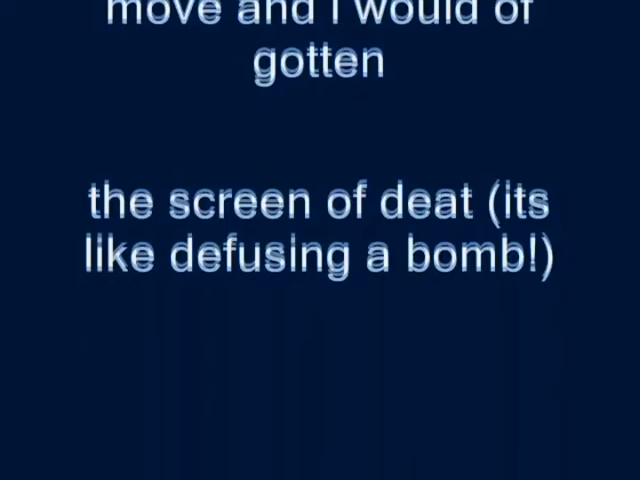 move and I would of
gotten
the screen of deat (its
like defusing a bomb!)